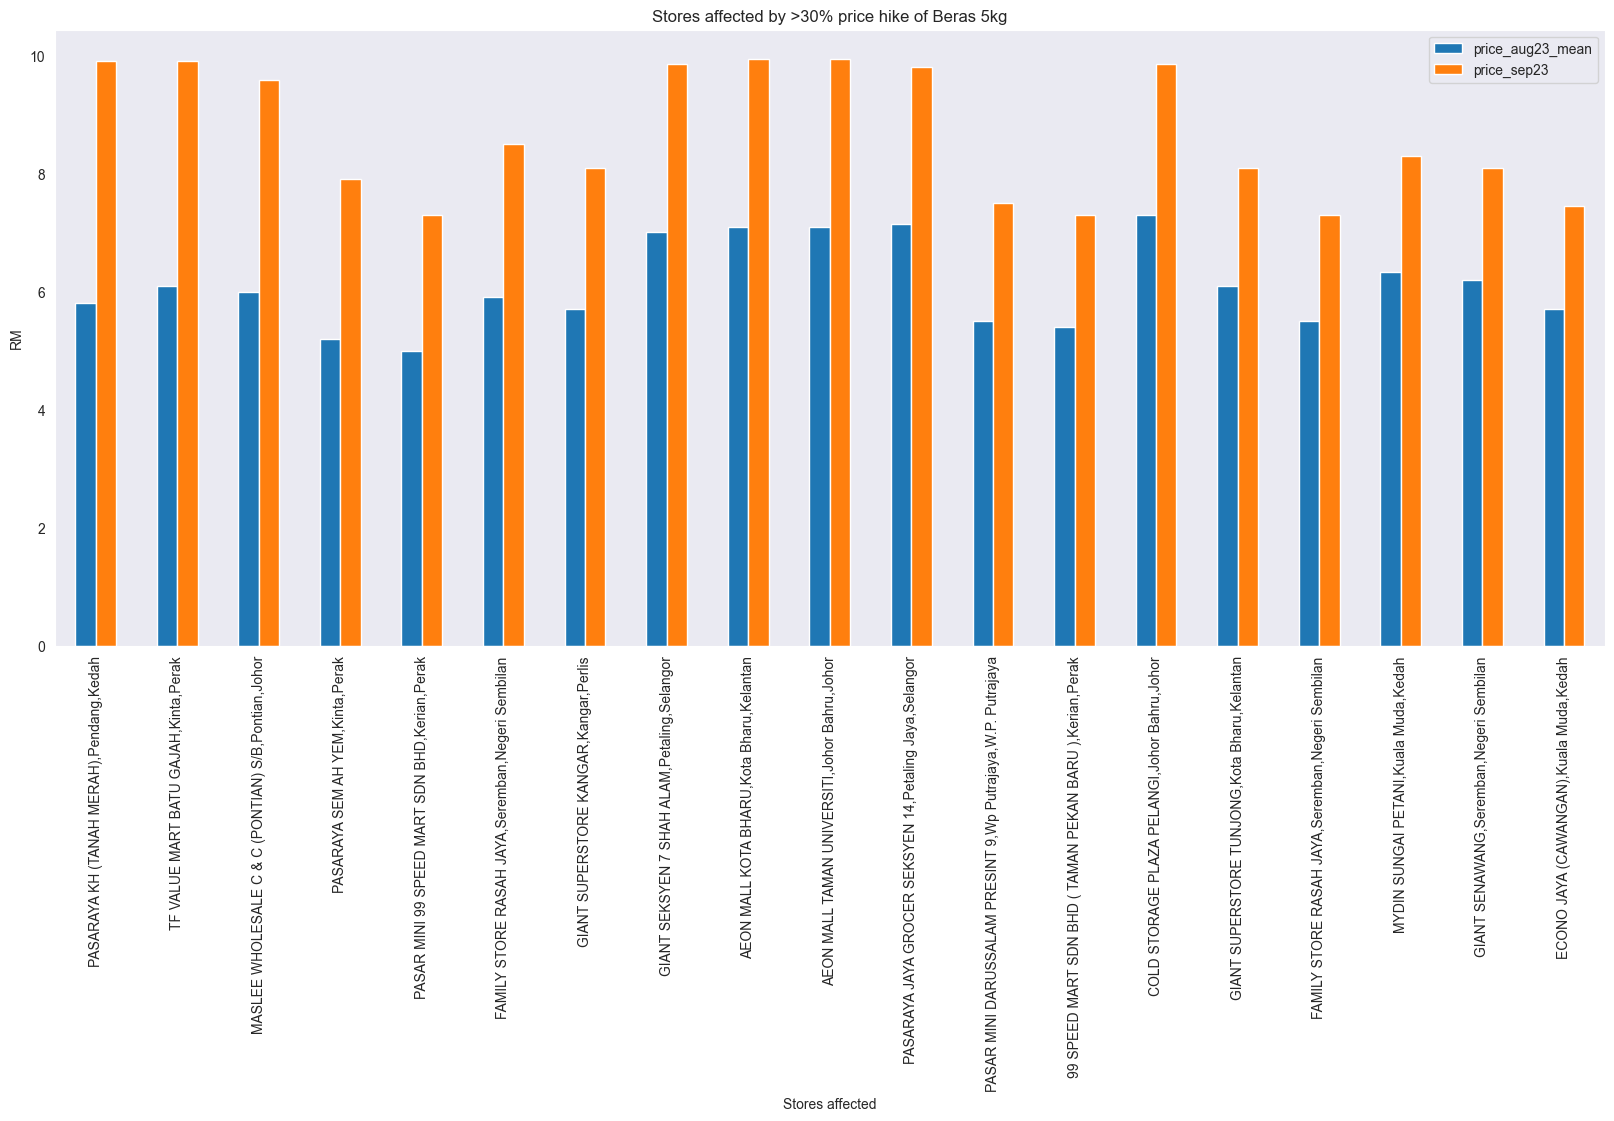 Stores affected by >30% price hike of Beras 5kg
price_aug23_mean
price_sep23
RM
10
8
6
4
2
0
PASARAYA KH (TANAH MERAH),Pendang,Kedah
TF VALUE MART BATU GAJAH,Kinta,Perak
MASLEE WHOLESALE C & C (PONTIAN) S/B,Pontian,Johor
PASARAYA SEM AH YEM,Kinta,Perak
PASAR MINI 99 SPEED MART SDN BHD,Kerian,Perak
FAMILY STORE RASAH JAYA,Seremban,Negeri Sembilan
GIANT SUPERSTORE KANGAR,Kangar,Perlis
GIANT SEKSYEN 7 SHAH ALAM,Petaling,Selangor
AEON MALL KOTA BHARU,Kota Bharu,Kelantan
AEON MALL TAMAN UNIVERSITI,Johor Bahru,Johor
PASARAYA JAYA GROCER SEKSYEN 14,Petaling Jaya,Selangor
PASAR MINI DARUSSALAM PRESINT 9,Wp Putrajaya,W.P. Putrajaya
99 SPEED MART SDN BHD ( TAMAN PEKAN BARU ),Kerian,Perak
COLD STORAGE PLAZA PELANGI,Johor Bahru,Johor
GIANT SUPERSTORE TUNJONG,Kota Bharu,Kelantan
FAMILY STORE RASAH JAYA,Seremban,Negeri Sembilan
MYDIN SUNGAI PETANI,Kuala Muda,Kedah
GIANT SENAWANG,Seremban,Negeri Sembilan
ECONO JAYA (CAWANGAN),Kuala Muda,Kedah
Stores affected